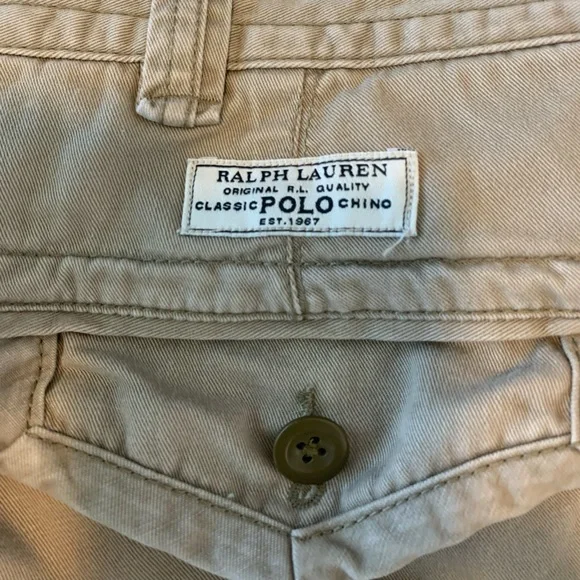 RALPH LAUREN
ORIGINAL R.L. QUALITY
CLASSIC POLO CHINO
EST. 1967